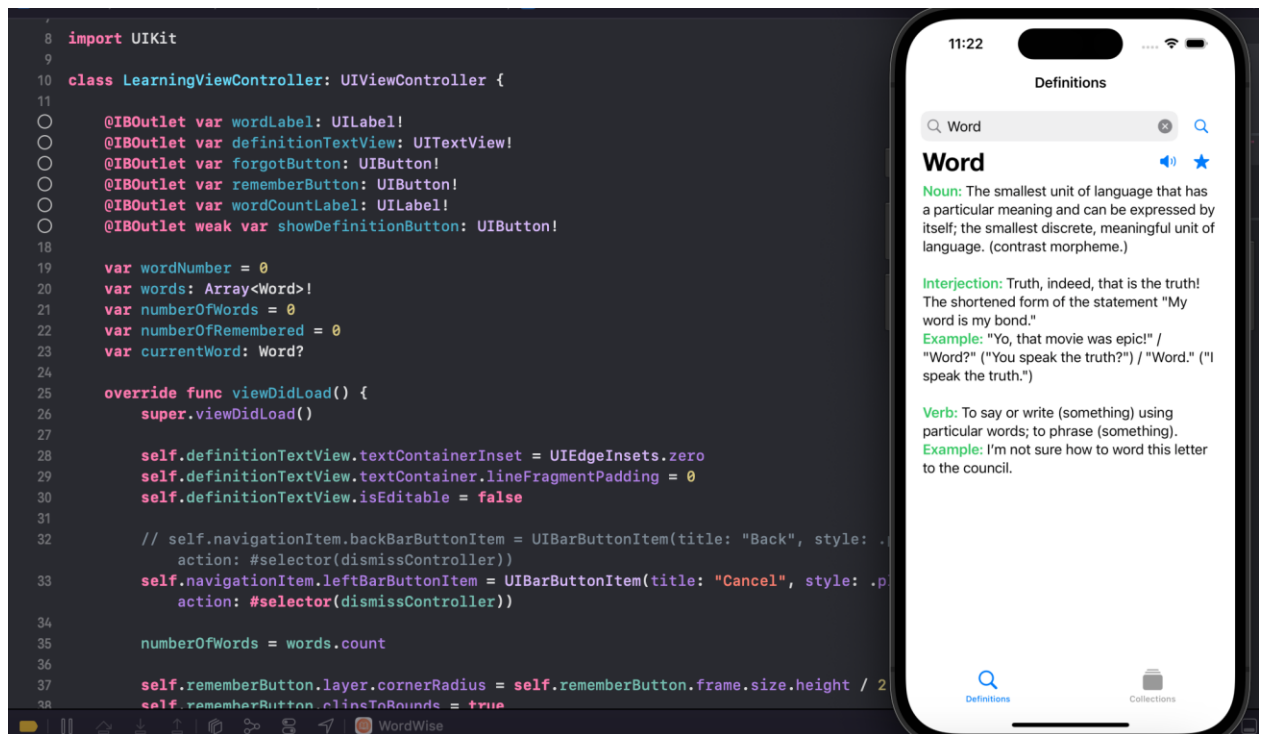 8 import UIKit
9
10 class LearningViewController: UIViewController {
11
@IBOutlet var wordLabel: UILabel!
@IBOutlet var definitionTextView: UITextView!
@IBOutlet var forgotButton: UIButton!
@IBOutlet var rememberButton: UIButton!
@IBOutlet var wordCountLabel: UILabel!
@IBOutlet weak var showDefinitionButton: UIButton!
18
19 var wordNumber = 0
20 var words: Array<Word>!
21 var numberOfWords = 0
22 var numberOfRemembered = 0
23 var currentWord: Word?
24
25 override func viewDidLoad() {
26 super.viewDidLoad()
27
28 self.definitionTextView.textContainerInset = UIEdgeInsets.zero
29 self.definitionTextView.textContainer.lineFragmentPadding = 0
30 self.definitionTextView.isEditable = false
31
32 // self.navigationItem.backBarButtonItem = UIBarButtonItem(title: "Back", style: .
action: #selector(dismissController))
33 self.navigationItem.leftBarButtonItem = UIBarButtonItem(title: "Cancel", style: .pl
action: #selector(dismissController))
34
35 numberOfWords = words.count
36
37 self.rememberButton.layer.cornerRadius = self.rememberButton.frame.size.height / 2
38 self.rememberButton.clipsToBounds = true
WordWise
11:22
Definitions
Word
Word
Noun: The smallest unit of language that has
a particular meaning and can be expressed by
itself; the smallest discrete, meaningful unit of
language. (contrast morpheme.)
Interjection: Truth, indeed, that is the truth!
The shortened form of the statement "My
word is my bond."
Example: "Yo, that movie was epic!" /
"Word?" ("You speak the truth?") / "Word." ("I
speak the truth.")
Verb: To say or write (something) using
particular words; to phrase (something).
Example: I'm not sure how to word this letter
to the council.
Definitions
Collections